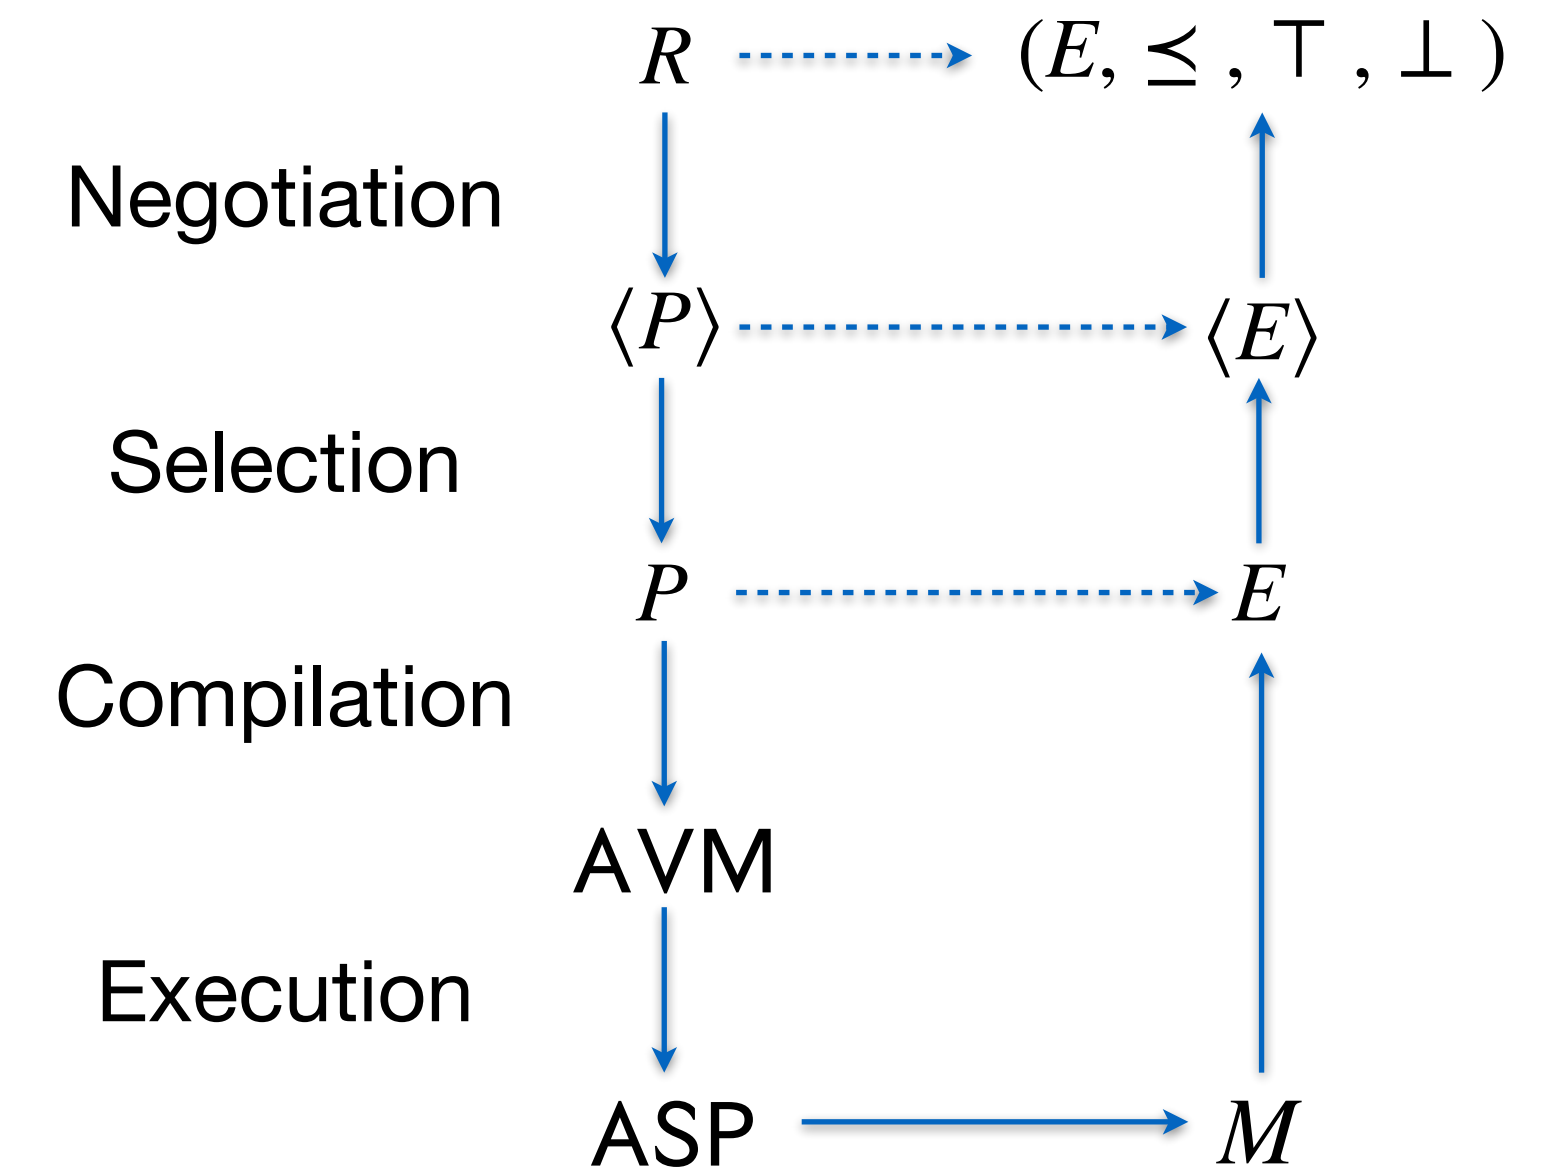 R (E, ⪯ , ⊤ , ⊥ )
Negotiation
⟨P⟩ ⟨E⟩
Selection
P E
Compilation
AVM
Execution
ASP M